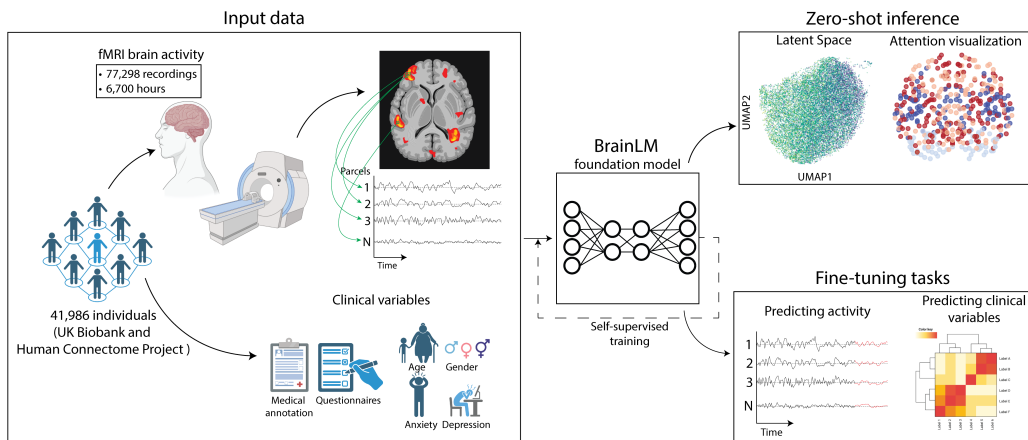 Input data
fMRI brain activity
• 77,298 recordings
• 6,700 hours
Parcels
1
2
3
N
Time
41,986 individuals
(UK Biobank and
Human Connectome Project )
Clinical variables
Medical
annotation
Questionnaires
Age
Gender
Anxiety
Depression
BrainLM
foundation model
Self-supervised
training
Zero-shot inference
Latent Space
Attention visualization
UMAP2
UMAP1
Fine-tuning tasks
Predicting activity
1
2
3
N
Time
Predicting clinical
variables
Color key